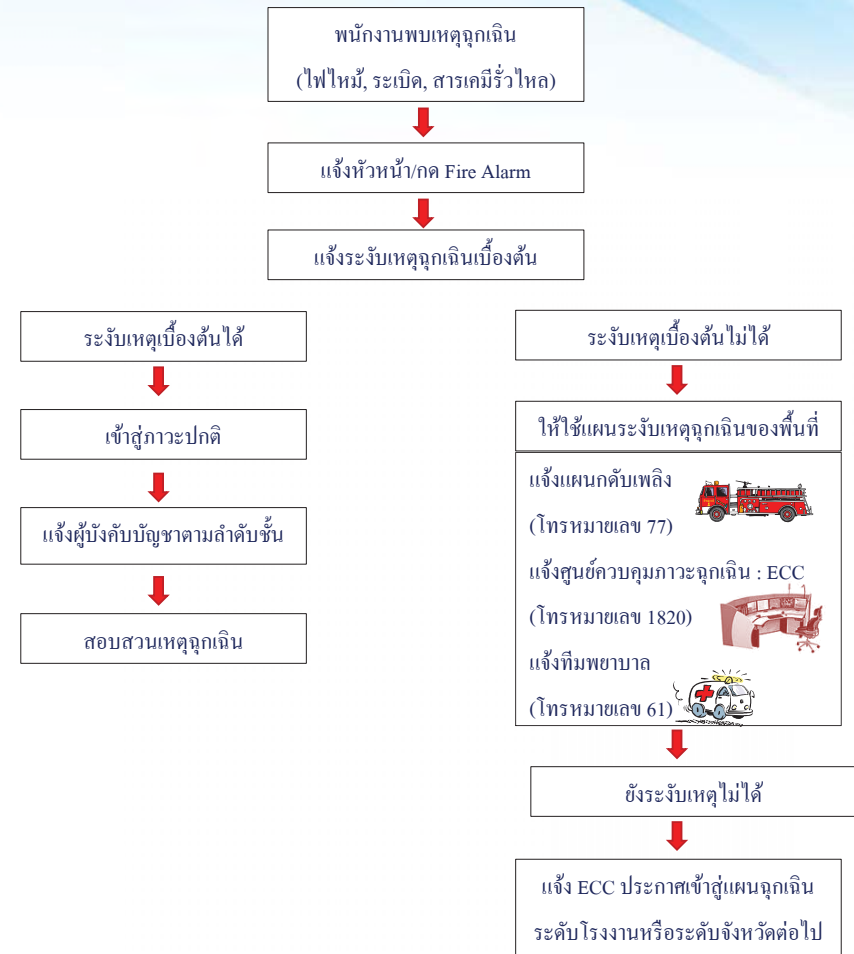 พนักงานพบเหตุฉุกเฉิน
(ไฟไหม้, ระเบิด, สารเคมีรั่วไหล)
แจ้งหัวหน้า/กด Fire Alarm
แจ้งระงับเหตุฉุกเฉินเบื้องต้น
ระงับเหตุเบื้องต้นได้
เข้าสู่ภาวะปกติ
แจ้งผู้บังคับบัญชาตามลำดับชั้น
สอบสวนเหตุฉุกเฉิน
ระงับเหตุเบื้องต้นไม่ได้
ให้ใช้แผนระงับเหตุฉุกเฉินของพื้นที่
แจ้งแผนกดับเพลิง
(โทรหมายเลข 77)
แจ้งศูนย์ควบคุมภาวะฉุกเฉิน : ECC
(โทรหมายเลข 1820)
แจ้งทีมพยาบาล
(โทรหมายเลข 61)
ยังระงับเหตุไม่ได้
แจ้ง ECC ประกาศเข้าสู่แผนฉุกเฉิน
ระดับโรงงานหรือระดับจังหวัดต่อไป